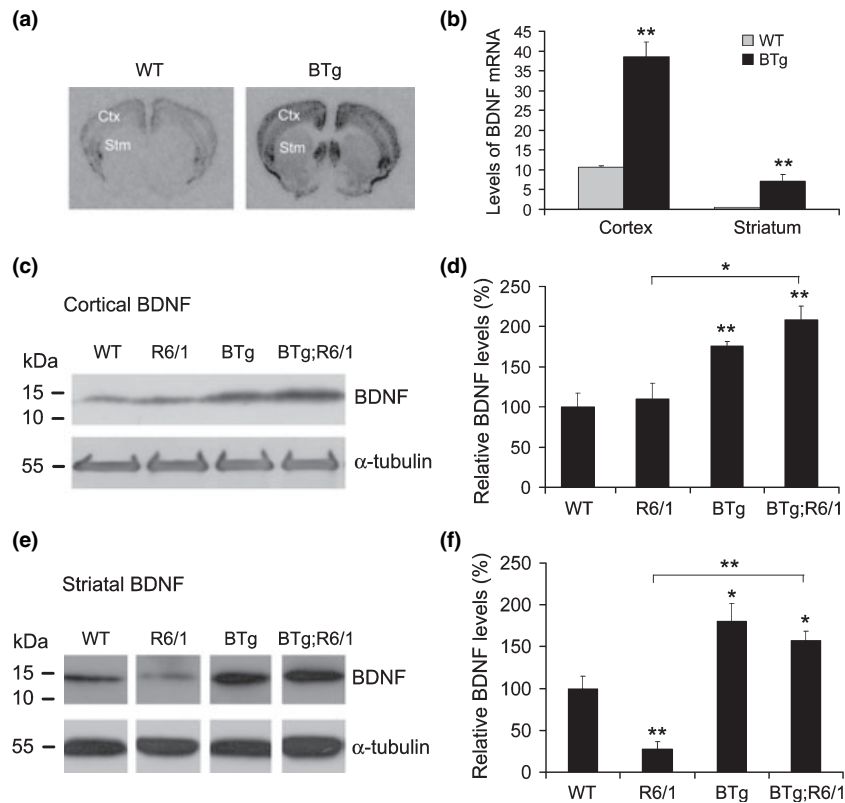 (a)
WT BTg
Ctx Ctx
Stm Stm
(b)
Levels of BDNF mRNA
45
40
35
30
25
20
15
10
5
0
WT
BTg
**
**
Cortex Striatum
(c)
Cortical BDNF
kDa WT R6/1 BTg BTg;R6/1
15 BDNF
10
55 α-tubulin
(d)
Relative BDNF levels (%)
250
200
150
100
50
0
*
**
**
WT R6/1 BTg BTg;R6/1
(e)
Striatal BDNF
kDa WT R6/1 BTg BTg;R6/1
15 BDNF
10
55 α-tubulin
(f)
Relative BDNF levels (%)
250
200
150
100
50
0
**
*
*
**
WT R6/1 BTg BTg;R6/1